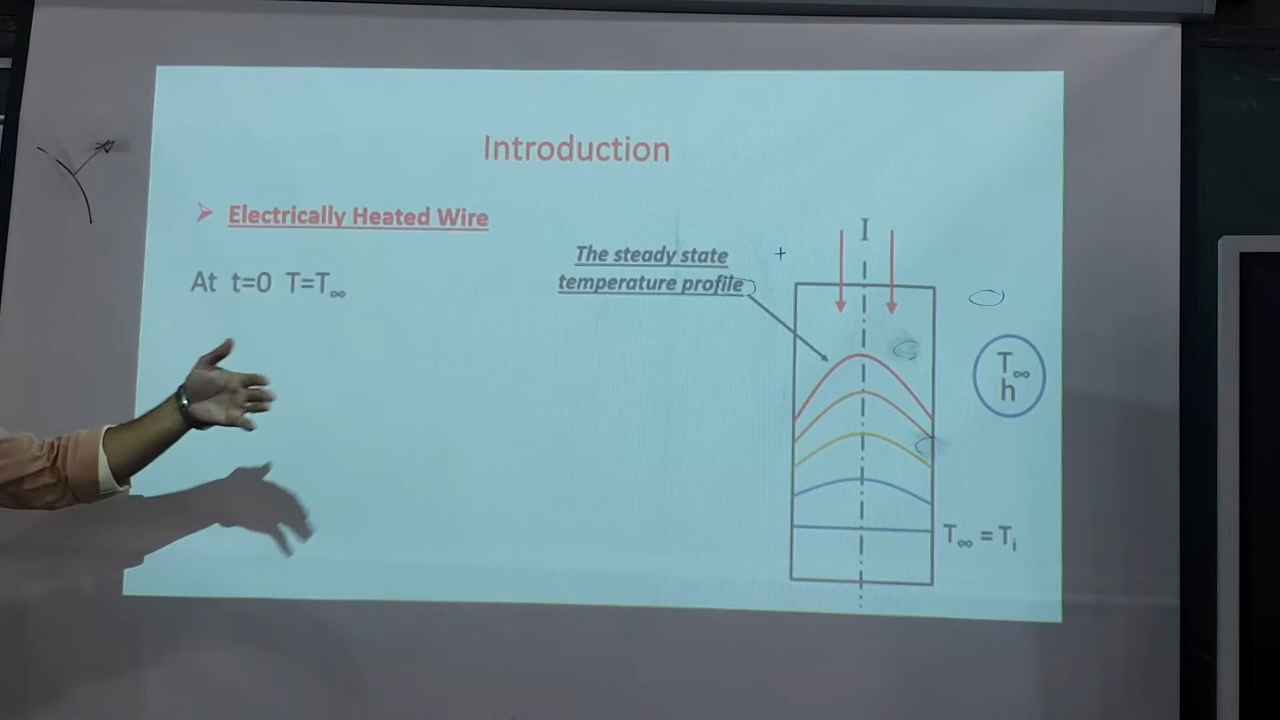 Introduction
➢ Electrically Heated Wire
At t=0 T=T∞
The steady state
temperature profile
I
T∞
h
T∞ = Ti